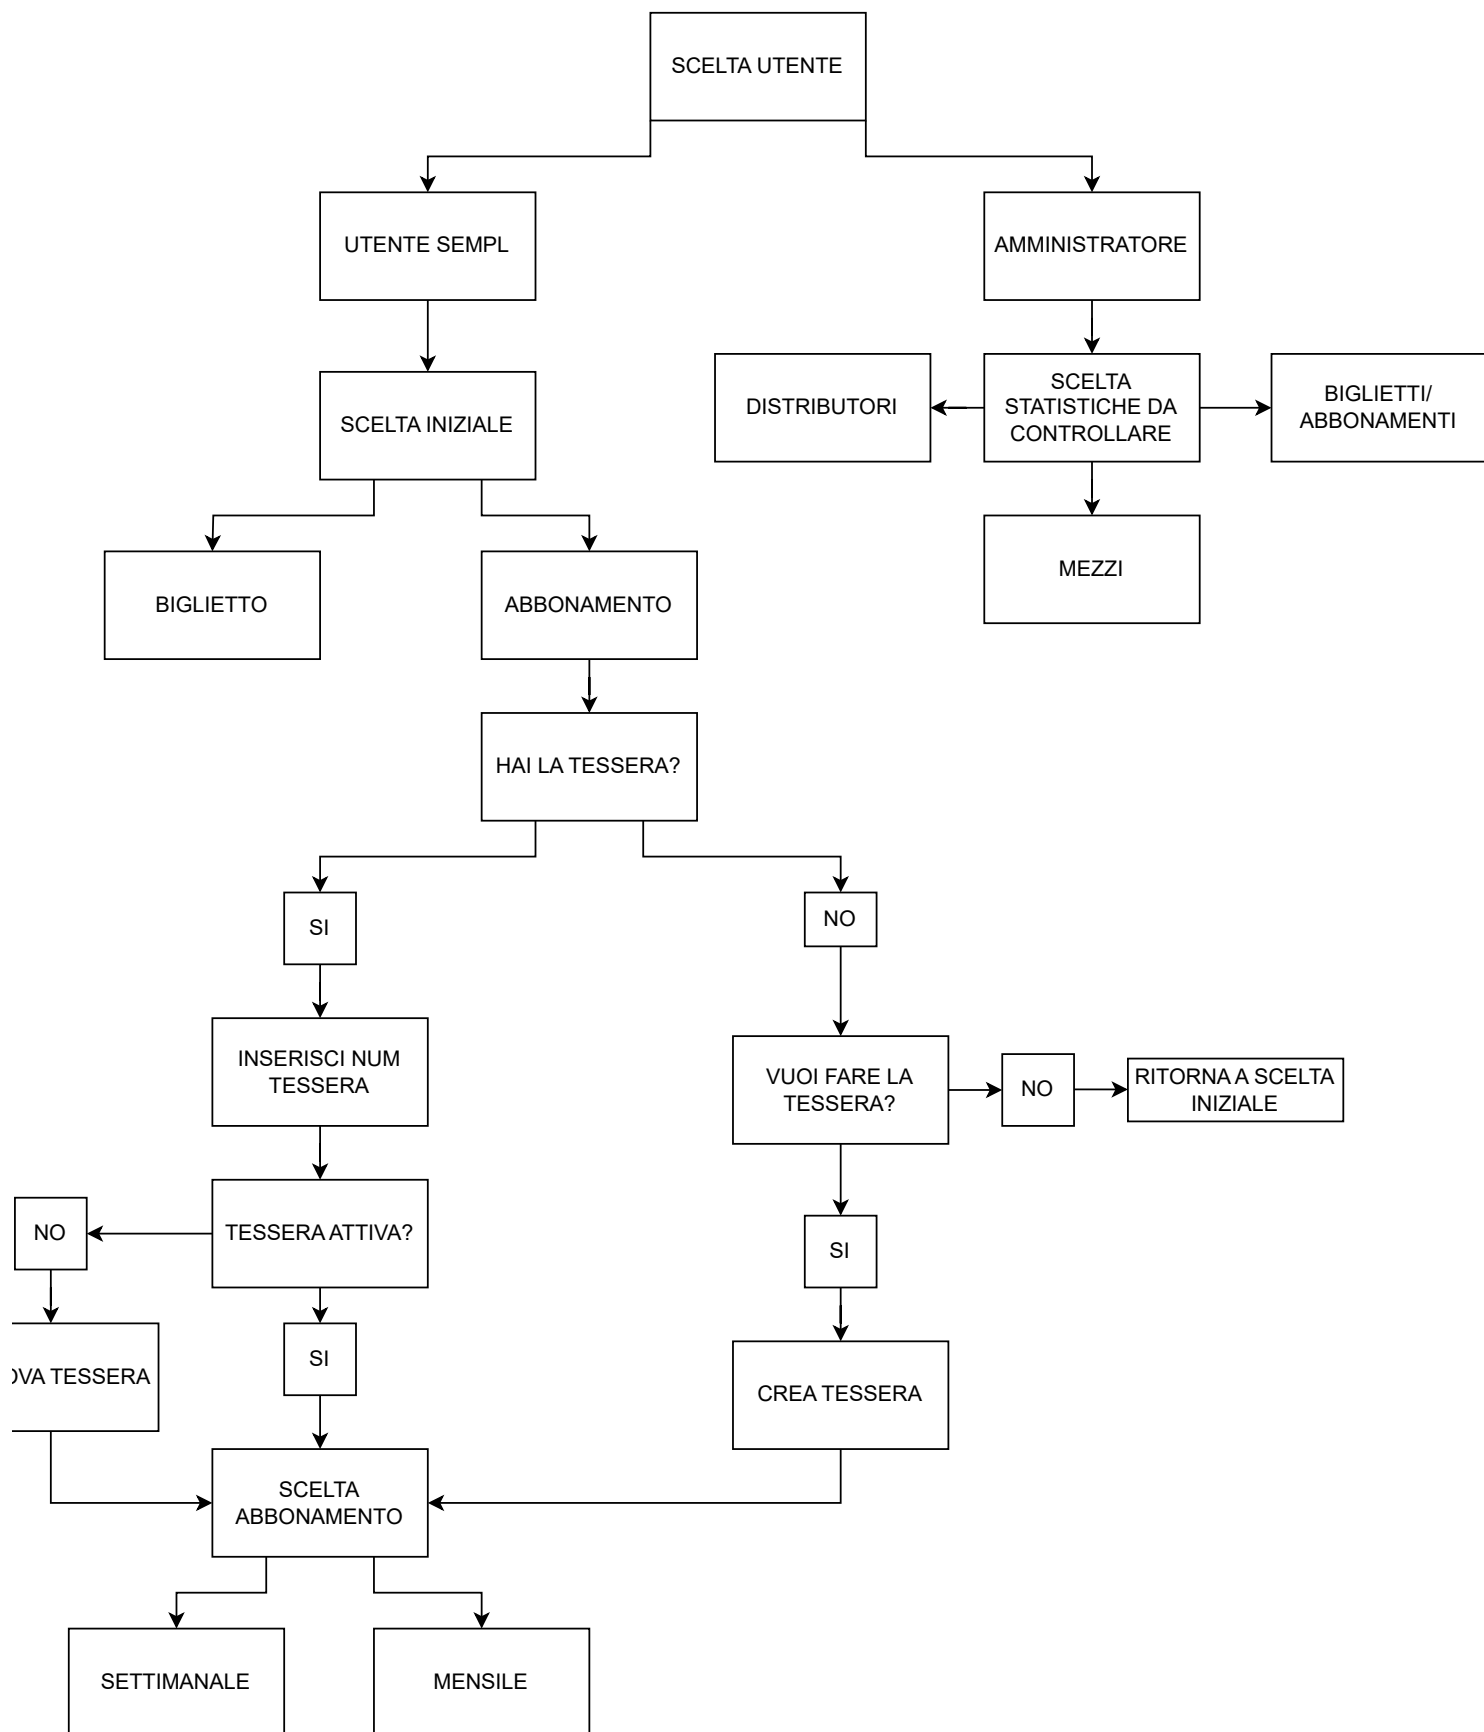 SCELTA UTENTE
UTENTE SEMPL
AMMINISTRATORE
SCELTA INIZIALE
DISTRIBUTORI
SCELTA
STATISTICHE DA
CONTROLLARE
BIGLIETTI/
ABBONAMENTI
MEZZI
BIGLIETTO
ABBONAMENTO
HAI LA TESSERA?
SI
NO
INSERISCI NUM
TESSERA
VUOI FARE LA
TESSERA?
NO
RITORNA A SCELTA
INIZIALE
NO
TESSERA ATTIVA?
SI
SI
TESSERA
CREA TESSERA
SCELTA
ABBONAMENTO
SETTIMANALE
MENSILE